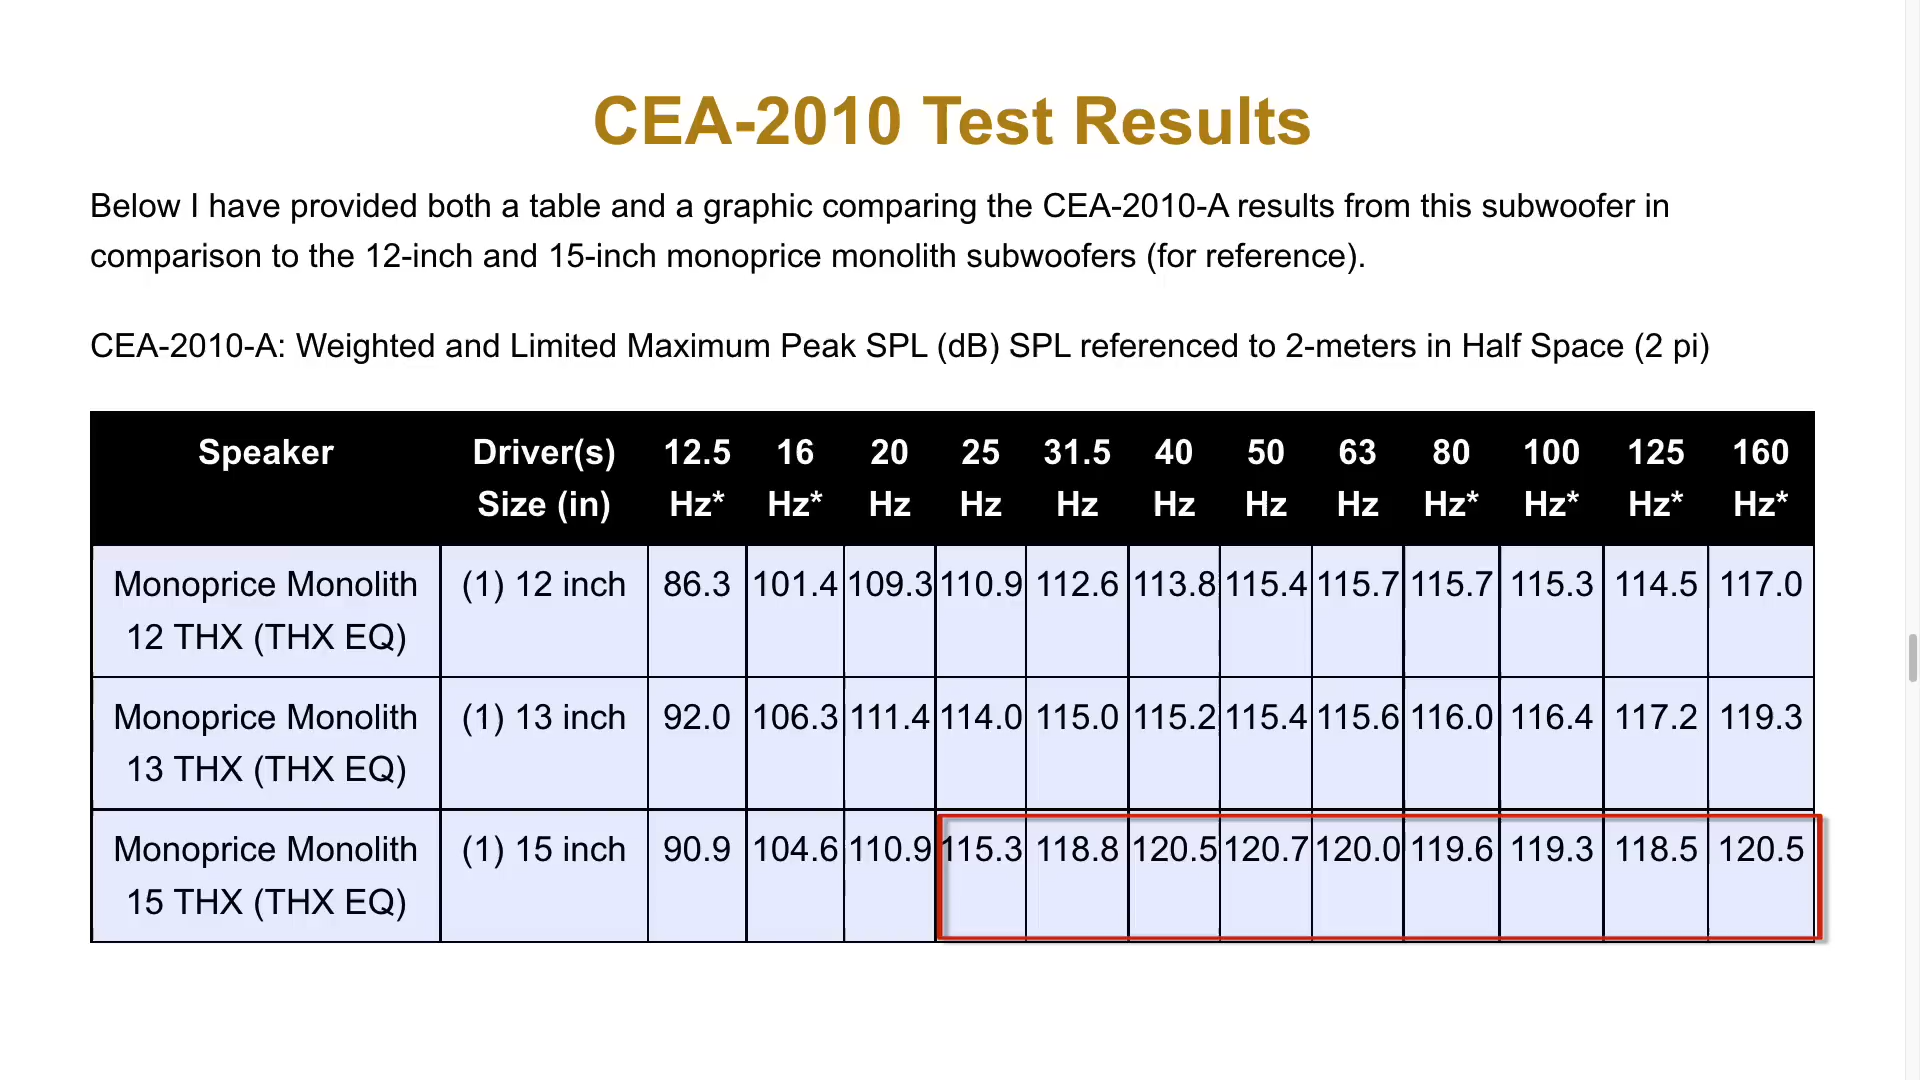 CEA-2010 Test Results
Below I have provided both a table and a graphic comparing the CEA-2010-A results from this subwoofer in
comparison to the 12-inch and 15-inch monoprice monolith subwoofers (for reference).
CEA-2010-A: Weighted and Limited Maximum Peak SPL (dB) SPL referenced to 2-meters in Half Space (2 pi)
Speaker Driver(s) 12.5 16 20 25 31.5 40 50 63 80 100 125 160
Size (in) Hz* Hz* Hz Hz Hz Hz Hz Hz Hz* Hz* Hz* Hz*
Monoprice Monolith (1) 12 inch 86.3 101.4 109.3 110.9 112.6 113.8 115.4 115.7 115.7 115.3 114.5 117.0
12 THX (THX EQ)
Monoprice Monolith (1) 13 inch 92.0 106.3 111.4 114.0 115.0 115.2 115.4 115.6 116.0 116.4 117.2 119.3
13 THX (THX EQ)
Monoprice Monolith (1) 15 inch 90.9 104.6 110.9 115.3 118.8 120.5 120.7 120.0 119.6 119.3 118.5 120.5
15 THX (THX EQ)